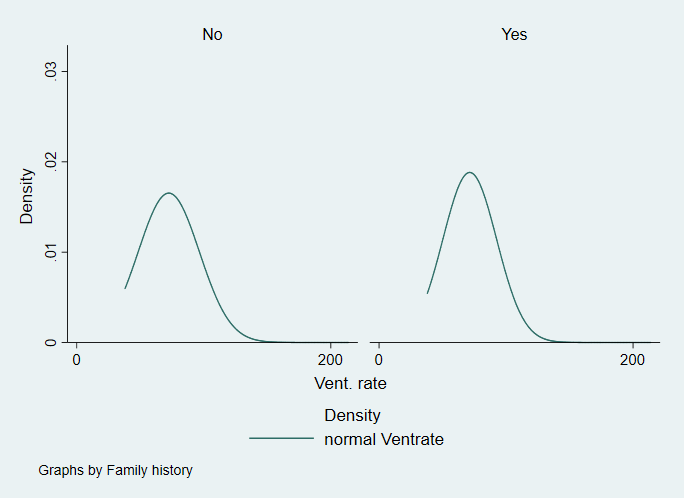 No
Yes
Density
.03
.02
.01
0
0
200
0
200
Vent. rate
Density
normal Ventrate
Graphs by Family history